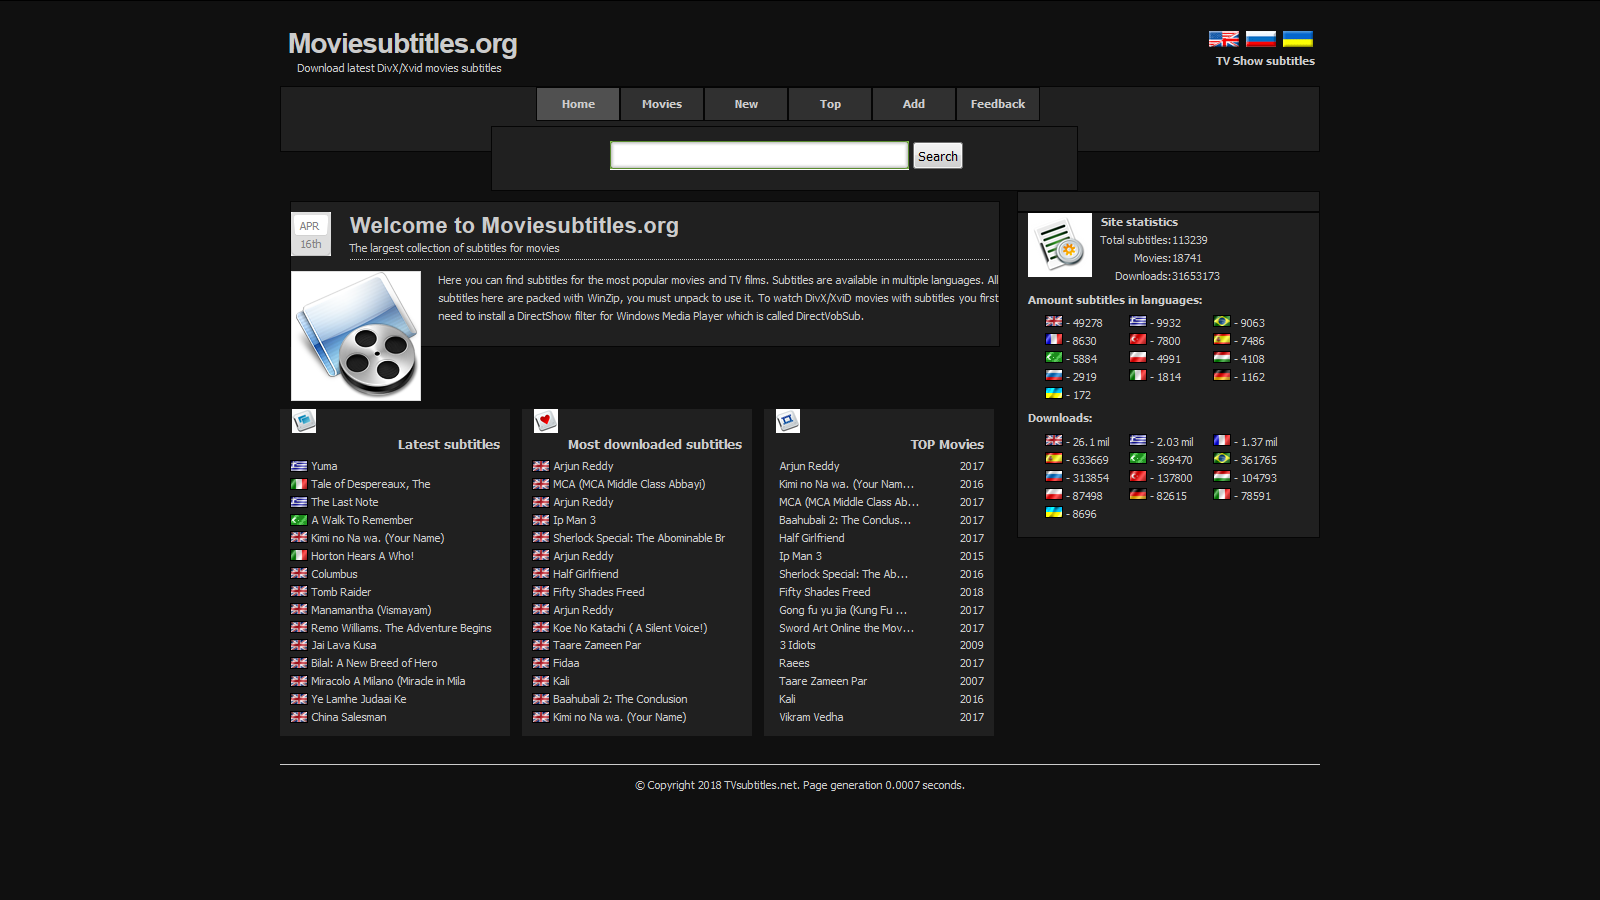 Moviesubtitles.org
Download latest DivX/Xvid movies subtitles
TV Show subtitles
Home Movies New Top Add Feedback
Search
APR
16th
Welcome to Moviesubtitles.org
The largest collection of subtitles for movies
Here you can find subtitles for the most popular movies and TV films. Subtitles are available in multiple languages. All
subtitles here are packed with WinZip, you must unpack to use it. To watch DivX/XviD movies with subtitles you first
need to install a DirectShow filter for Windows Media Player which is called DirectVobSub.
Site statistics
Total subtitles:113239
Movies:18741
Downloads:31653173
Amount subtitles in languages:
- 49278 - 9932 - 9063
- 8630 - 7800 - 7486
- 5884 - 4991 - 4108
- 2919 - 1814 - 1162
- 172
Downloads:
- 26.1 mil - 2.03 mil - 1.37 mil
- 633669 - 369470 - 361765
- 313854 - 137800 - 104793
- 87498 - 82615 - 78591
- 8696
Latest subtitles
Yuma
Tale of Despereaux, The
The Last Note
A Walk To Remember
Kimi no Na wa. (Your Name)
Horton Hears A Who!
Columbus
Tomb Raider
Manamantha (Vismayam)
Remo Williams. The Adventure Begins
Jai Lava Kusa
Bilal: A New Breed of Hero
Miracolo A Milano (Miracle in Mila
Ye Lamhe Judaai Ke
China Salesman
Most downloaded subtitles
Arjun Reddy
MCA (MCA Middle Class Abbayi)
Arjun Reddy
Ip Man 3
Sherlock Special: The Abominable Br
Arjun Reddy
Half Girlfriend
Fifty Shades Freed
Arjun Reddy
Koe No Katachi ( A Silent Voice!)
Taare Zameen Par
Fidaa
Kali
Baahubali 2: The Conclusion
Kimi no Na wa. (Your Name)
TOP Movies
Arjun Reddy 2017
Kimi no Na wa. (Your Nam... 2016
MCA (MCA Middle Class Ab... 2017
Baahubali 2: The Conclus... 2017
Half Girlfriend 2017
Ip Man 3 2015
Sherlock Special: The Ab... 2016
Fifty Shades Freed 2018
Gong fu yu jia (Kung Fu ... 2017
Sword Art Online the Mov... 2017
3 Idiots 2009
Raees 2017
Taare Zameen Par 2007
Kali 2016
Vikram Vedha 2017
© Copyright 2018 TVsubtitles.net. Page generation 0.0007 seconds.